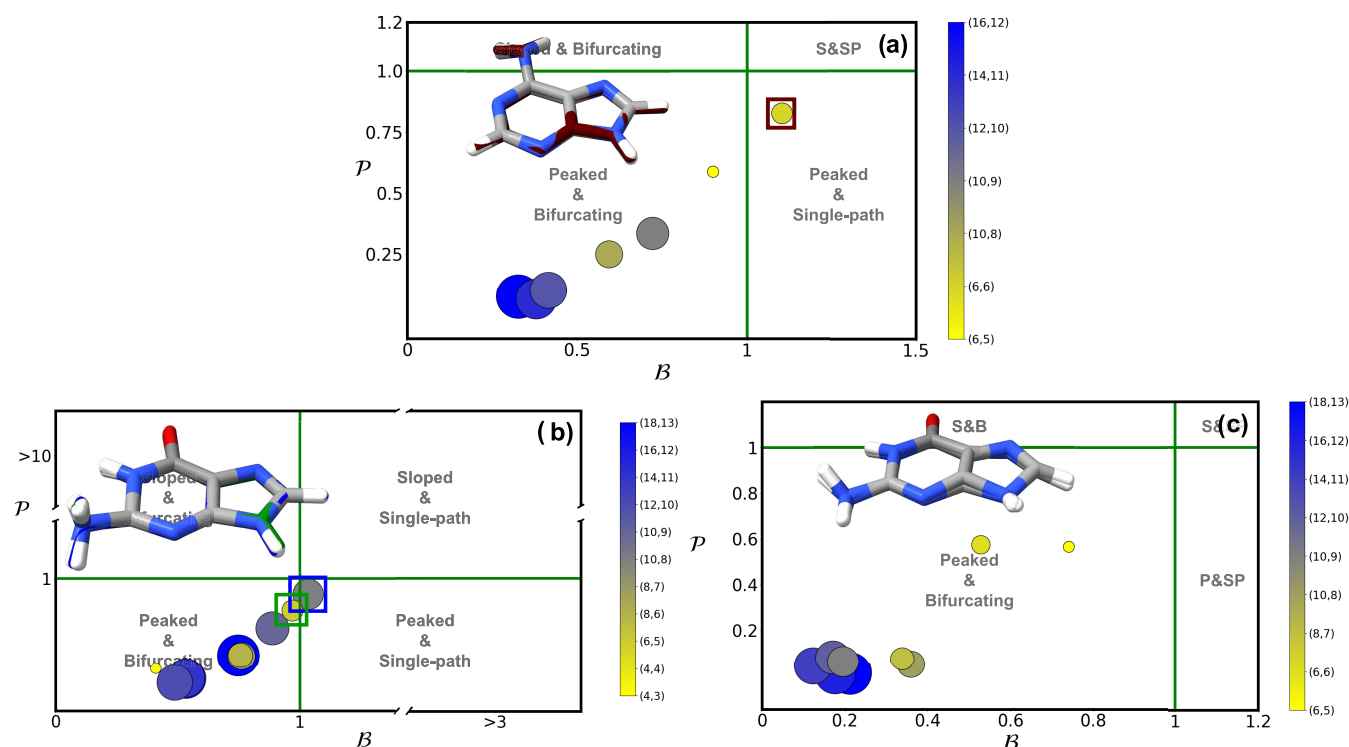 (a)
1.2
1.0
0.75
0.5
0.25
𝒫
& Bifurcating
S&SP
Peaked
&
Bifurcating
Peaked
&
Single-path
0
0.5
1
1.5
ℬ
(16,12)
(14,11)
(12,10)
(10,9)
(10,8)
(6,6)
(6,5)
(b)
>10
𝒫
1
Sloped
&
Sloped
&
Single-path
Peaked
&
Bifurcating
Peaked
&
Single-path
0
1
>3
ℬ
(18,13)
(16,12)
(14,11)
(12,10)
(10,9)
(10,8)
(8,7)
(8,6)
(6,5)
(4,4)
(4,3)
(c)
1
0.8
0.6
0.4
0.2
𝒫
S&B
Peaked
&
Bifurcating
P&SP
0
0.2
0.4
0.6
0.8
1
1.2
ℬ
(18,13)
(16,12)
(14,11)
(12,10)
(10,9)
(10,8)
(8,7)
(6,6)
(6,5)